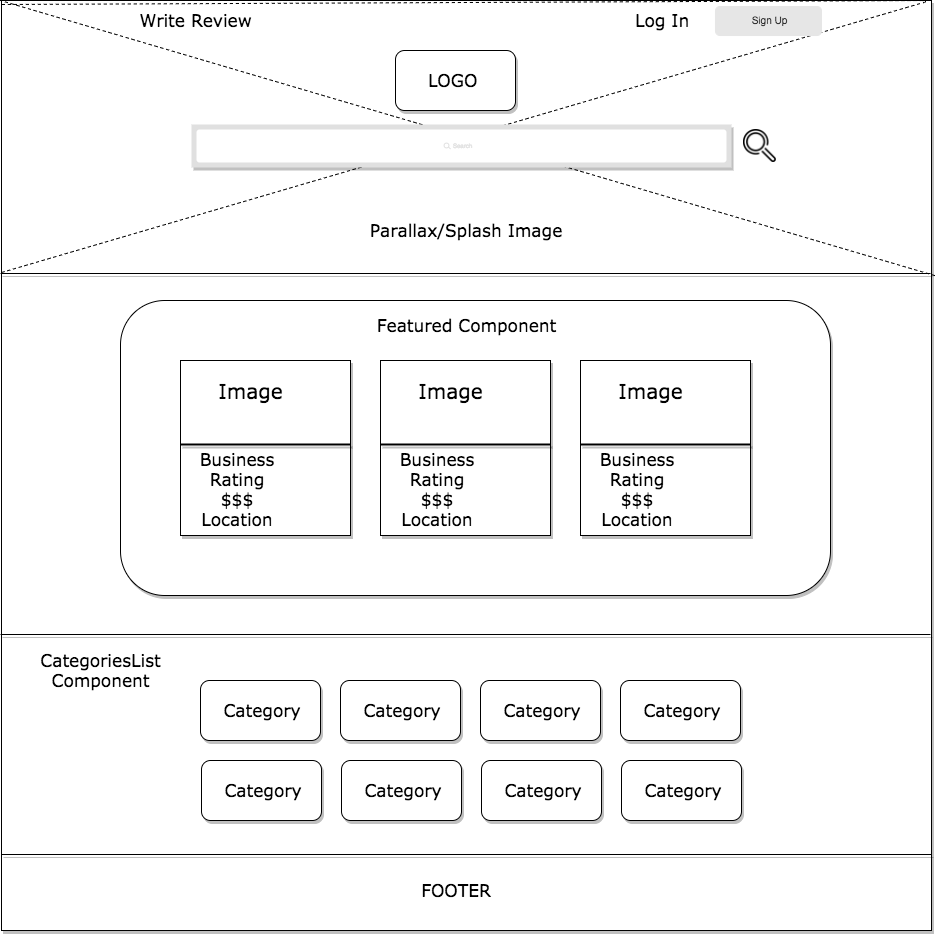 Write Review
Log In
Sign Up
LOGO
Search
Parallax/Splash Image
Featured Component
Image
Image
Image
Business
Rating
$$$
Location
Business
Rating
$$$
Location
Business
Rating
$$$
Location
CategoriesList
Component
Category
Category
Category
Category
Category
Category
Category
Category
FOOTER